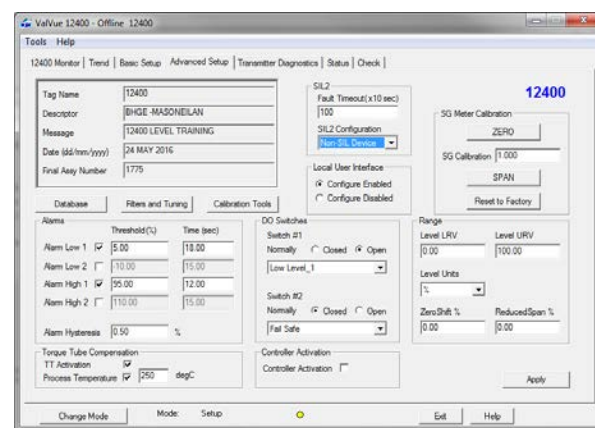 ValVue 12400 - Offline 12400
Tools Help
12400 Monitor | Trend | Basic Setup Advanced Setup | Transmitter Diagnostics | Status | Check |
12400
Tag Name 12400
Descriptor BHGE -MASONEILAN
Message 12400 LEVEL TRAINING
Date (dd/mm/yyyy) 24 MAY 2016
Final Assy Number 1775
Database Filters and Tuning Calibration Tools
SIL2
Fault Timeout(x10 sec)
100
SIL2 Configuration
Non-SIL Device
Local User Interface
Configure Enabled
Configure Disabled
SG Meter Calibration
ZERO
SG Calibration 1.000
SPAN
Reset to Factory
Alarms
Threshold(%) Time (sec)
Alarm Low 1 5.00 18.00
Alarm Low 2 -10.00 15.00
Alarm High 1 95.00 12.00
Alarm High 2 110.00 15.00
Alarm Hysteresis 0.50 %
DO Switches
Switch #1
Normally Closed Open
Low Level_1
Switch #2
Normally Closed Open
Fail Safe
Range
Level LRV Level URV
0.00 100.00
Level Units
%
Zero Shift % Reduced Span %
0.00 0.00
Torque Tube Compensation
TT Activation
Process Temperature 250 degC
Controller Activation
Controller Activation
Apply
Change Mode Mode: Setup Exit Help